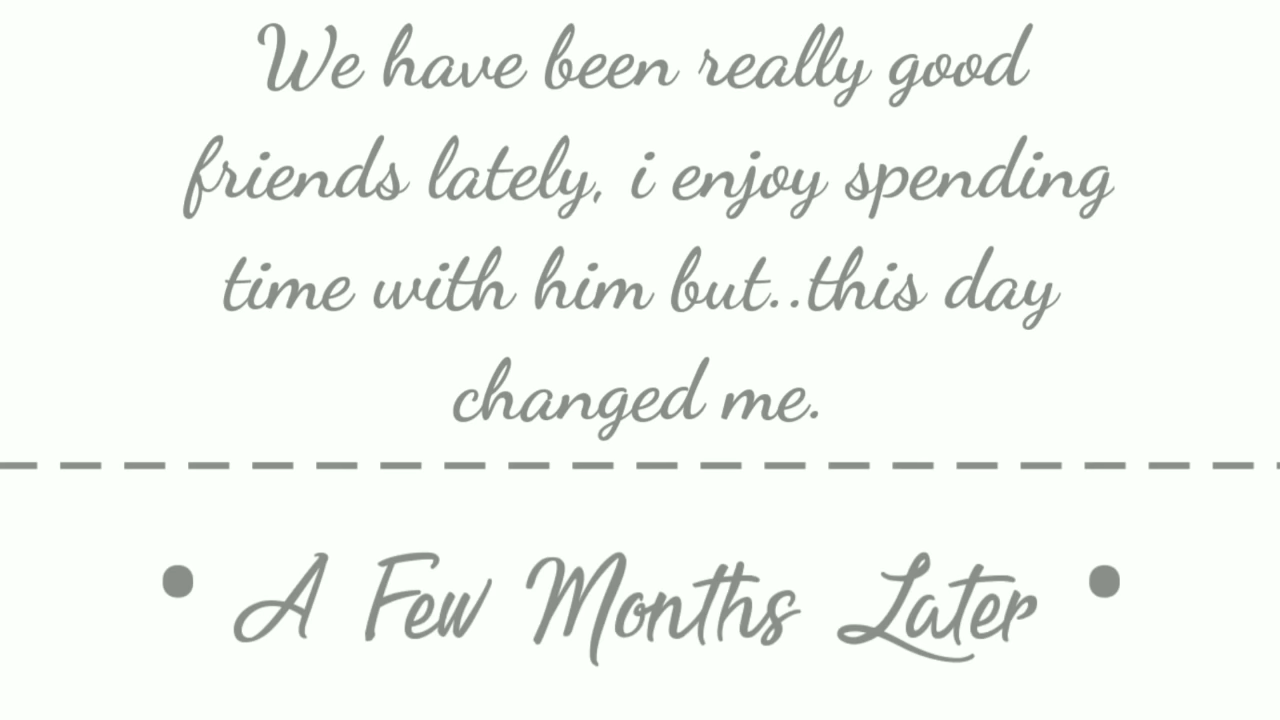 We have been really good
friends lately, i enjoy spending
time with him but..this day
changed me.
• A Few Months Later •